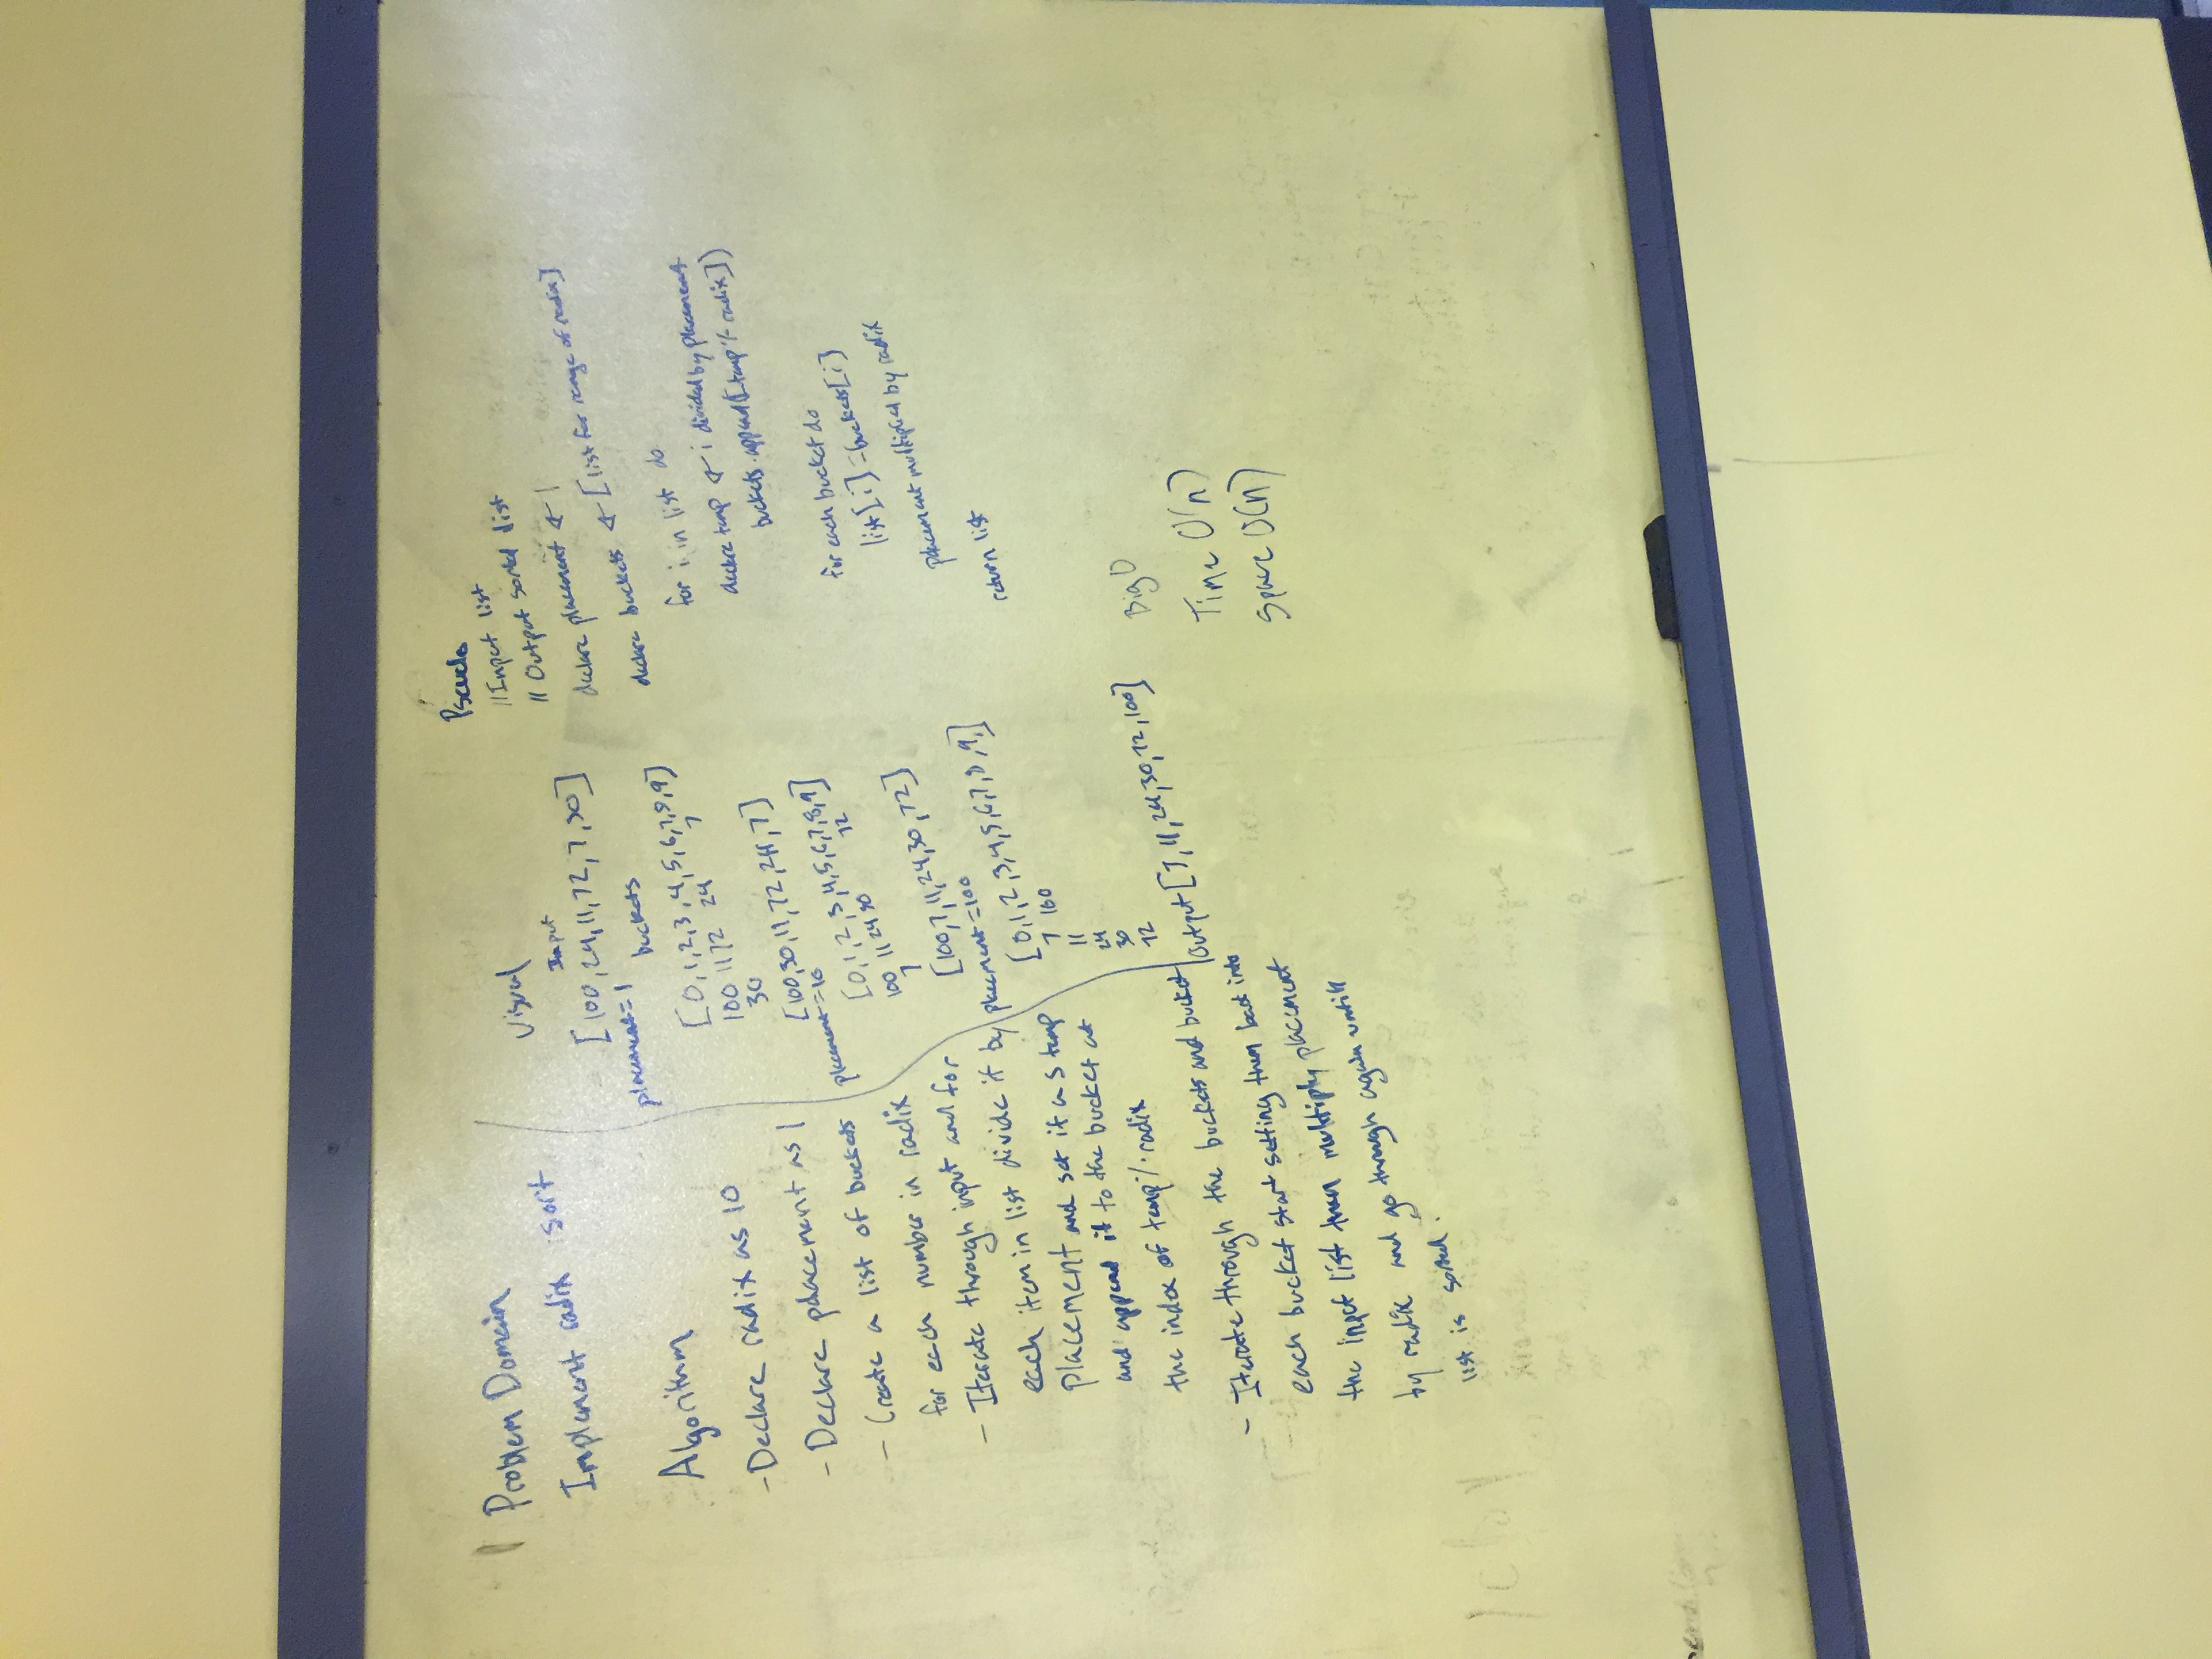 Problem Domain
Implement radix sort
Algorithm
- Declare radix as 10
- Declare placement as 1
- Create a list of buckets
for each number in radix
- Iterate through input and for
each item in list divide it by
placement and set it as temp
and append it to the bucket at
the index of temp % radix
- Iterate through the buckets and bucket
each bucket start setting them back into
the input list then multiply placement
by radix and go through again untill
list is sorted.
Visual
Input
[100,24,11,72,7,30]
placement=1
buckets
[0,1,2,3,4,5,6,7,8,9]
100 11 72 24 7
30
[100,30,11,72,24,7]
placement=10
[0,1,2,3,4,5,6,7,8,9]
100 11 24 30 72
7
[100,7,11,24,30,72]
placement=100
[0,1,2,3,4,5,6,7,8,9,]
7 100
11
24
30
72
Output [7,11,24,30,72,100]
Pseudo
//Input list
// Output sorted list
declare placement ← 1
declare buckets ← [list for range of radix]
for i in list do
declare temp ← i divided by placement
buckets.append([temp % radix])
for each bucket do
list[i] = buckets[i]
placement multiplied by radix
return list
Big O
Time O(n)
Space O(n)